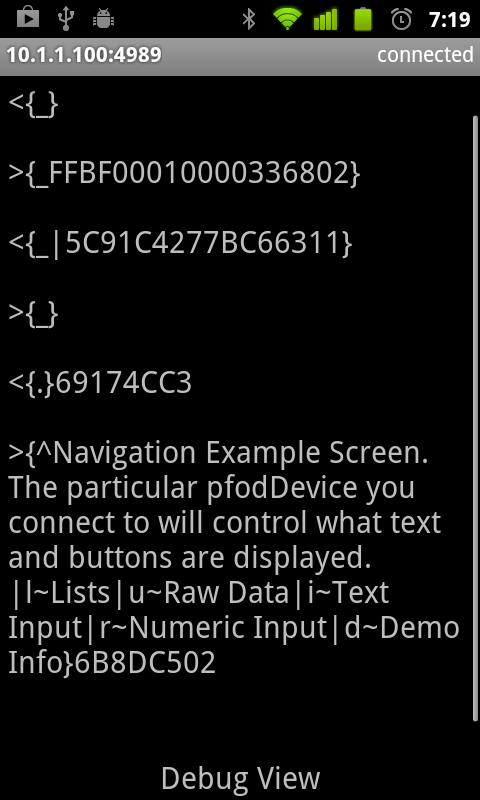 7:19
10.1.1.100:4989 connected
<{_}
>{_FFBF00010000336802}
<{_|5C91C4277BC66311}
>{_}
<{.}69174CC3
>{^Navigation Example Screen.
The particular pfodDevice you
connect to will control what text
and buttons are displayed.
|l~Lists|u~Raw Data|i~Text
Input|r~Numeric Input|d~Demo
Info}6B8DC502
Debug View